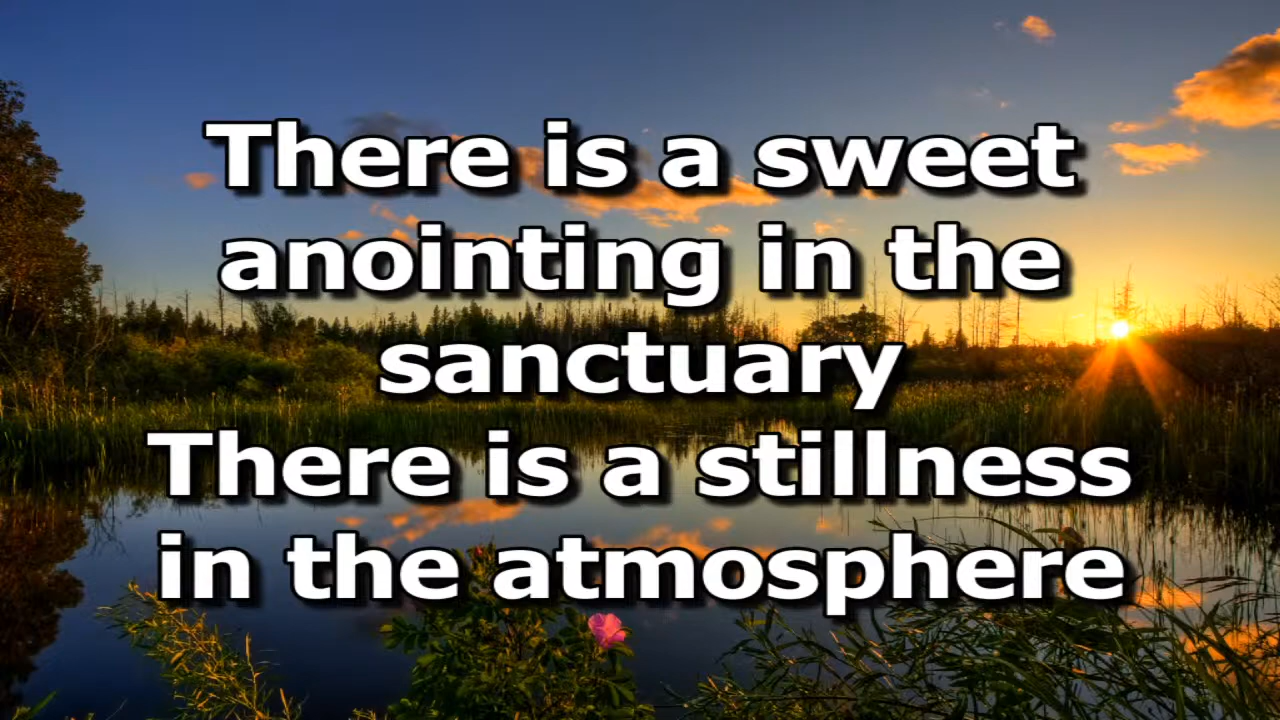 There is a sweet
anointing in the
sanctuary
There is a stillness
in the atmosphere